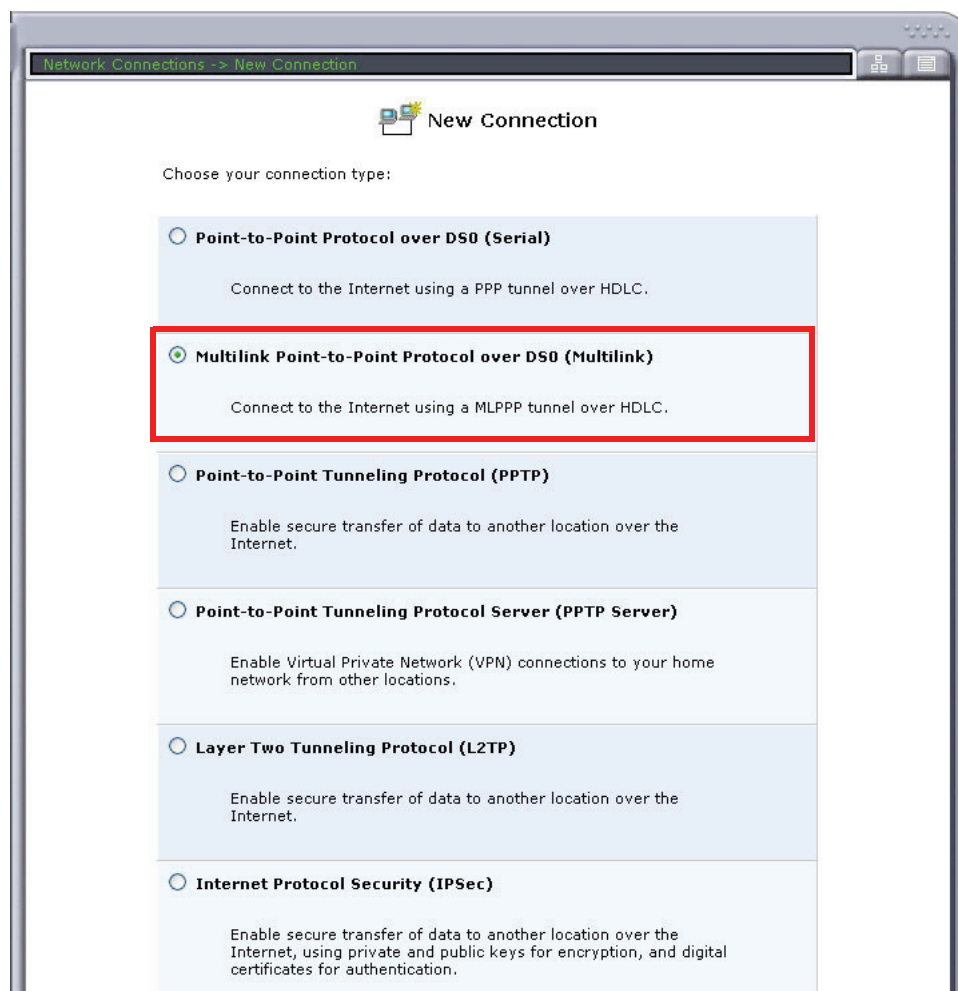 Network Connections -> New Connection
New Connection
Choose your connection type:
Point-to-Point Protocol over DS0 (Serial)
Connect to the Internet using a PPP tunnel over HDLC.
Multilink Point-to-Point Protocol over DS0 (Multilink)
Connect to the Internet using a MLPPP tunnel over HDLC.
Point-to-Point Tunneling Protocol (PPTP)
Enable secure transfer of data to another location over the
Internet.
Point-to-Point Tunneling Protocol Server (PPTP Server)
Enable Virtual Private Network (VPN) connections to your home
network from other locations.
Layer Two Tunneling Protocol (L2TP)
Enable secure transfer of data to another location over the
Internet.
Internet Protocol Security (IPSec)
Enable secure transfer of data to another location over the
Internet, using private and public keys for encryption, and digital
certificates for authentication.